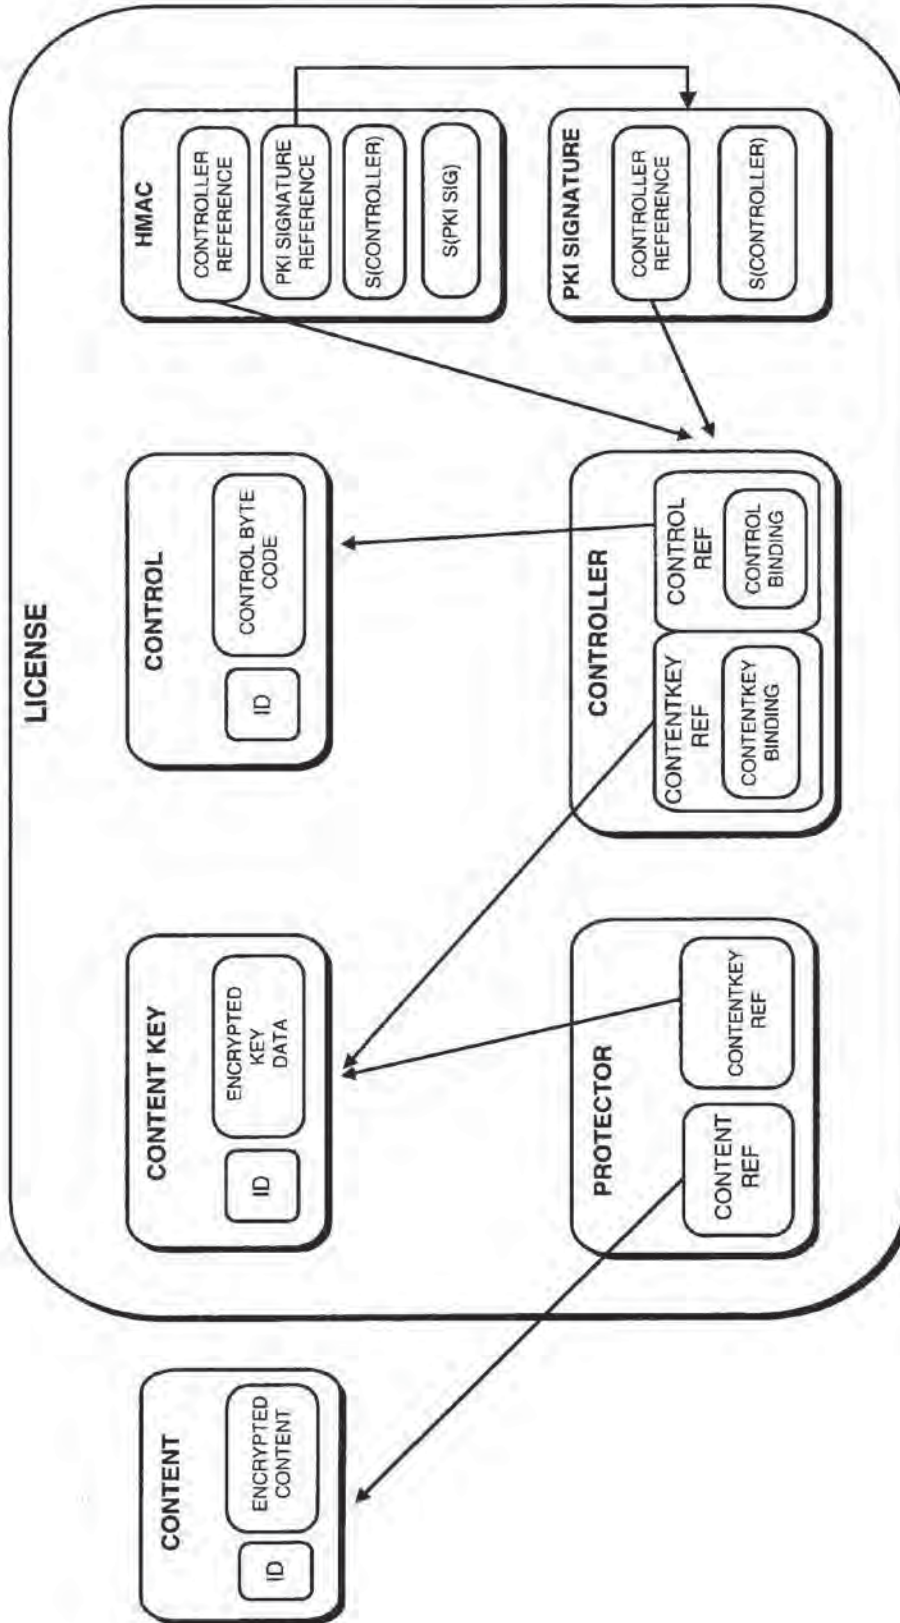 LICENSE
CONTENT
ID
ENCRYPTED
CONTENT
CONTENT KEY
ID
ENCRYPTED
KEY
DATA
CONTROL
ID
CONTROL BYTE
CODE
HMAC
CONTROLLER
REFERENCE
PKI SIGNATURE
REFERENCE
S(CONTROLLER)
S(PKI SIG)
PROTECTOR
CONTENT
REF
CONTENTKEY
REF
CONTROLLER
CONTENTKEY
REF
CONTENTKEY
BINDING
CONTROL
REF
CONTROL
BINDING
PKI SIGNATURE
CONTROLLER
REFERENCE
S(CONTROLLER)